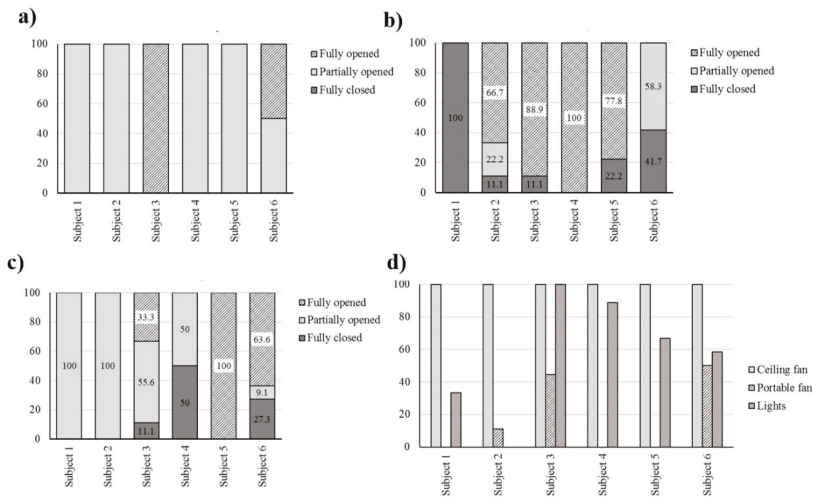 a)
100
80
60
40
20
0
Fully opened
Partially opened
Fully closed
Subject 1
Subject 2
Subject 3
Subject 4
Subject 5
Subject 6
b)
100
80
60
40
20
0
100
66.7
22.2
11.1
88.9
11.1
100
77.8
22.2
58.3
41.7
Fully opened
Partially opened
Fully closed
Subject 1
Subject 2
Subject 3
Subject 4
Subject 5
Subject 6
c)
100
80
60
40
20
0
100
100
33.3
55.6
11.1
50
50
100
63.6
9.1
27.3
Fully opened
Partially opened
Fully closed
Subject 1
Subject 2
Subject 3
Subject 4
Subject 5
Subject 6
d)
100
80
60
40
20
0
Ceiling fan
Portable fan
Lights
Subject 1
Subject 2
Subject 3
Subject 4
Subject 5
Subject 6